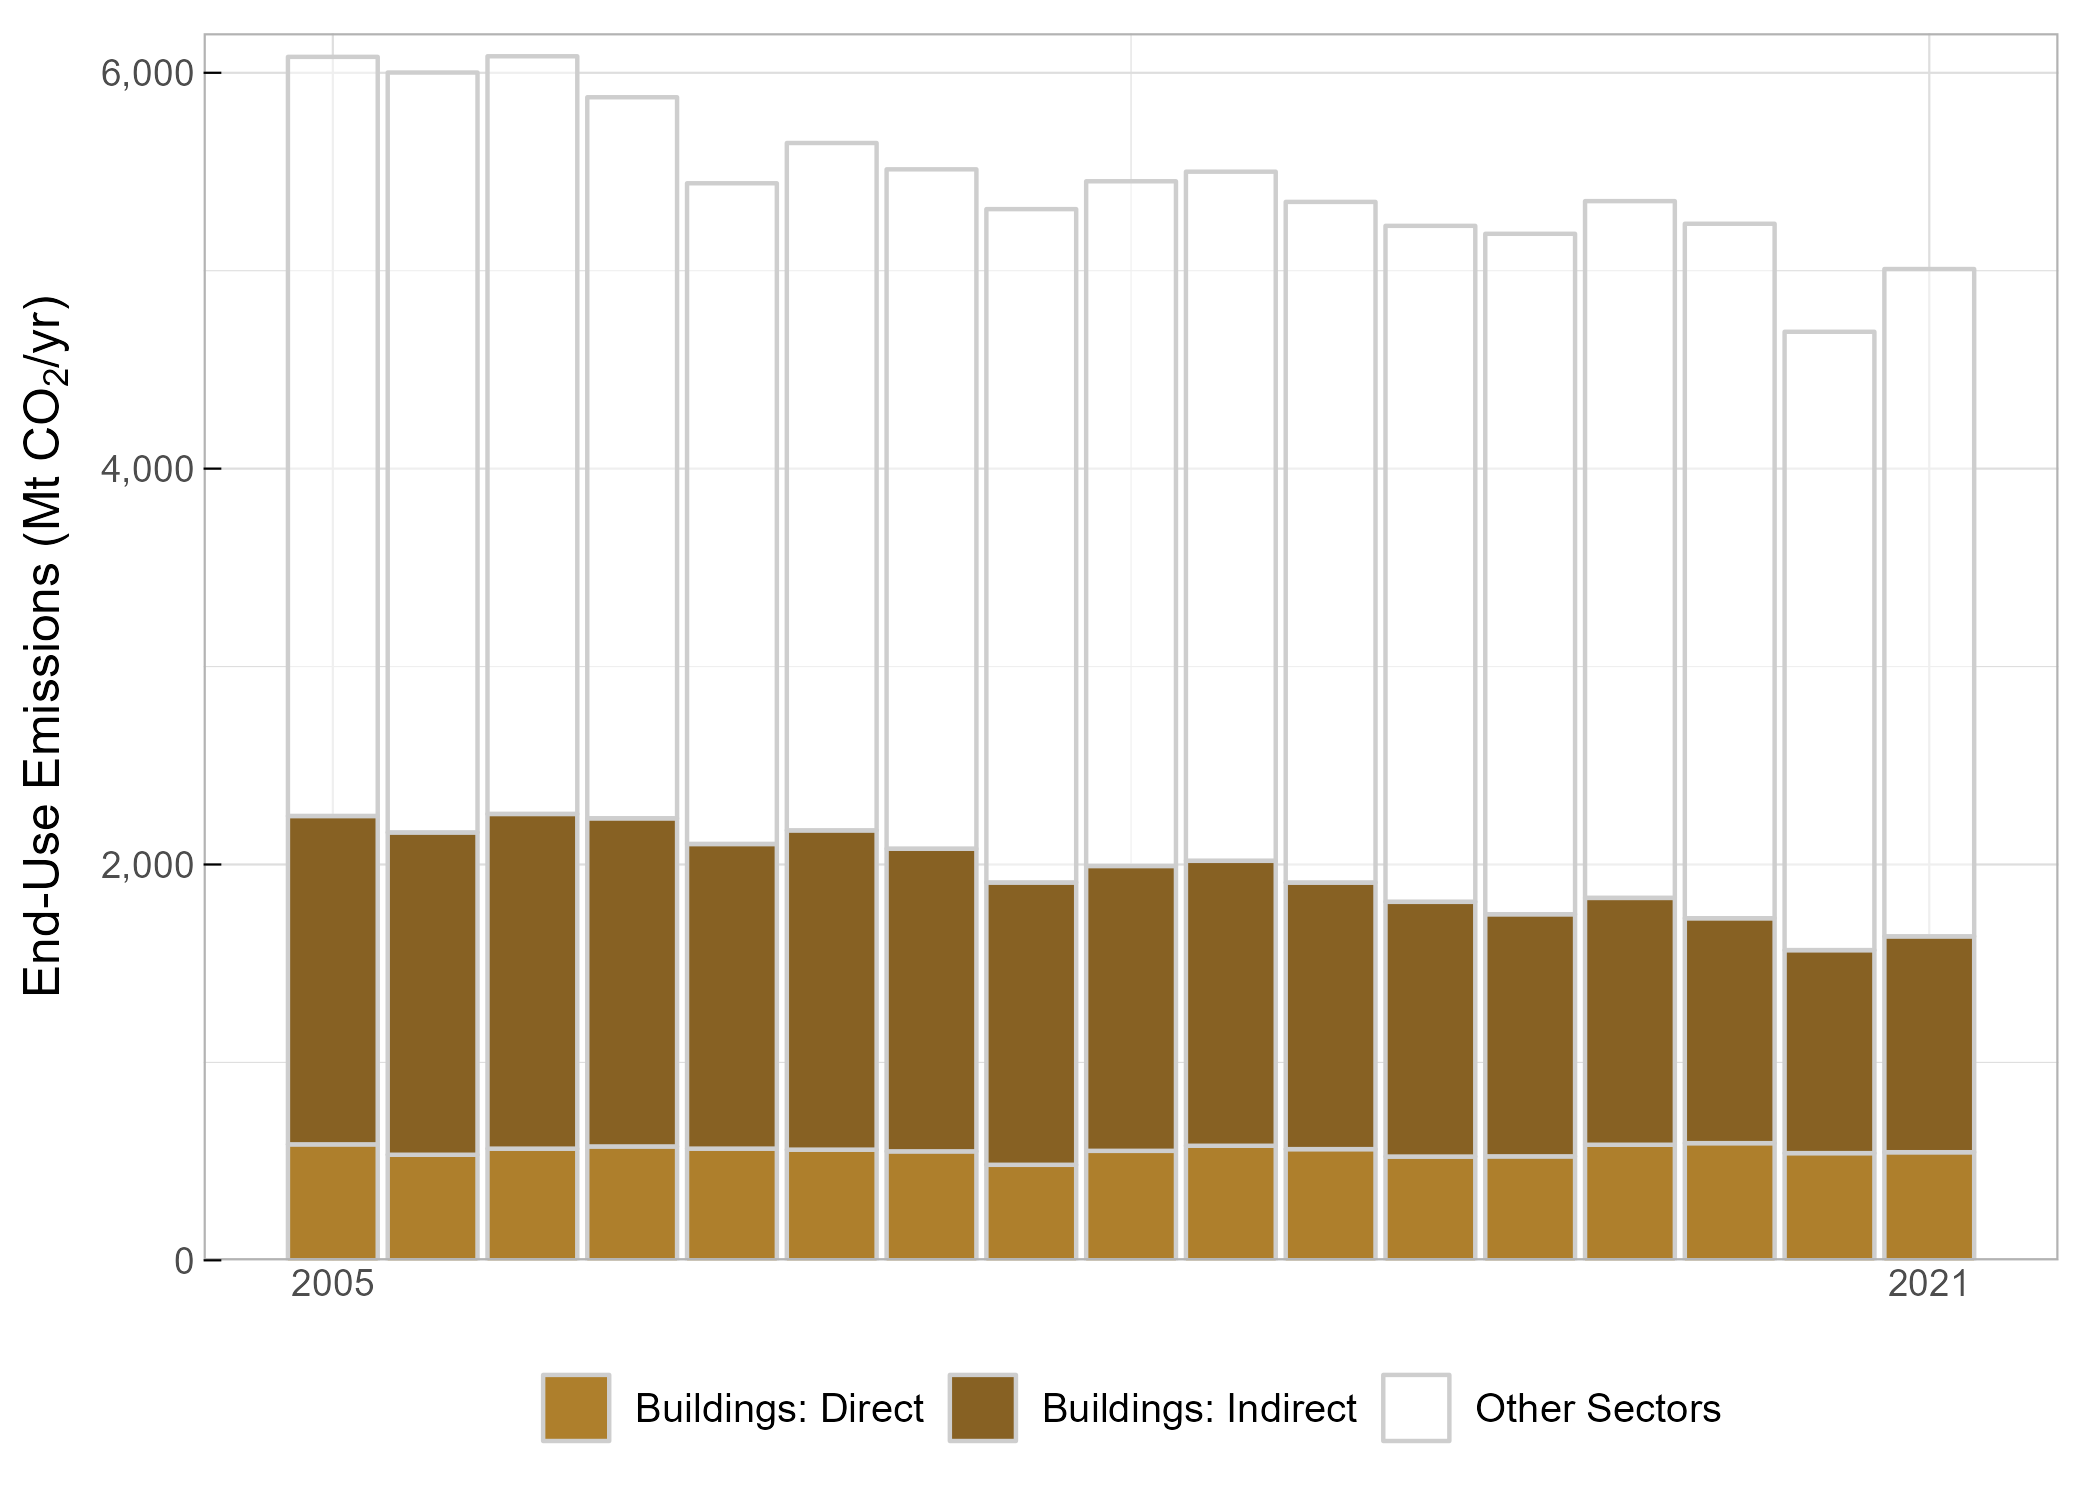 End-Use Emissions (Mt CO₂/yr)
6,000
4,000
2,000
0
2005 2021
Buildings: Direct Buildings: Indirect Other Sectors